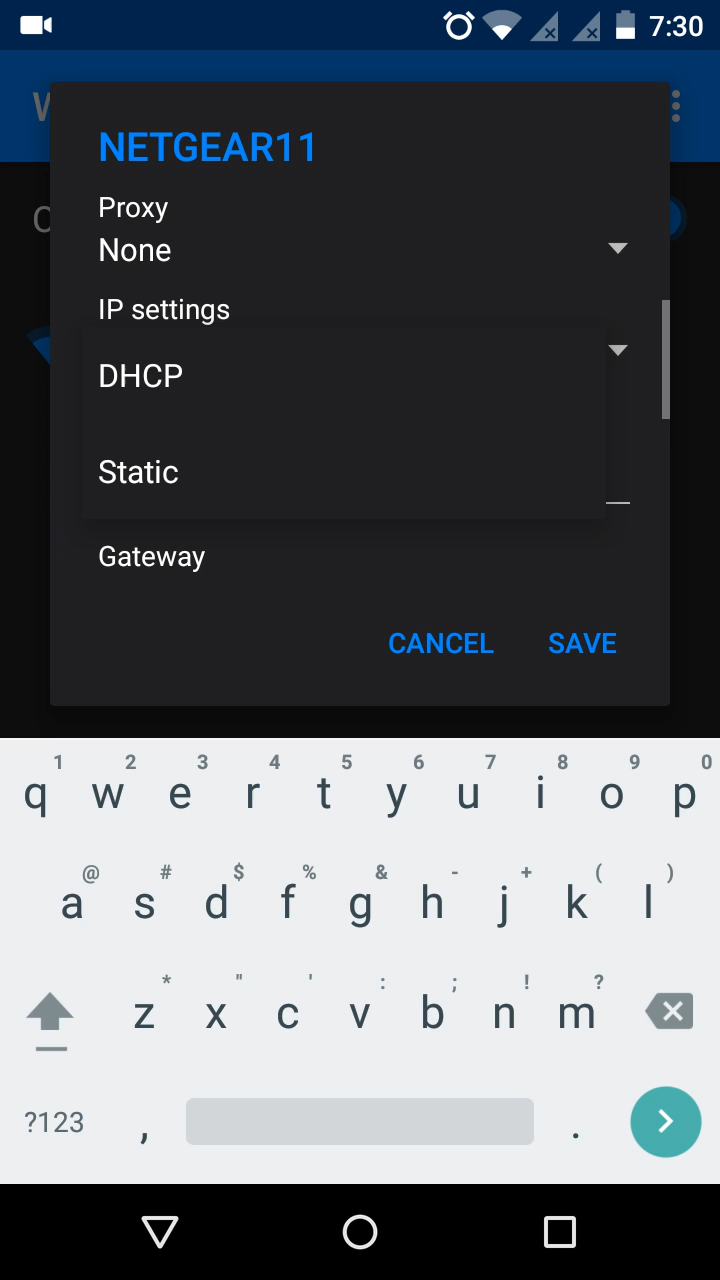 7:30
W
C
NETGEAR11
Proxy
None
IP settings
DHCP
Static
Gateway
CANCEL SAVE
1 2 3 4 5 6 7 8 9 0
q w e r t y u i o p
@ # $ % & - + ( )
a s d f g h j k l
* " ' : ; ! ?
z x c v b n m
?123 , .